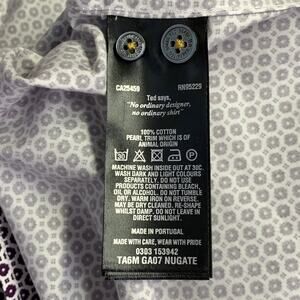 CA25459 RN95229
Ted says,
"No ordinary designer,
no ordinary shirt"
100% COTTON
PEARL TRIM WHICH IS OF
ANIMAL ORIGIN
MACHINE WASH INSIDE OUT AT 30C.
WASH DARK AND LIGHT COLOURS
SEPARATELY. DO NOT USE
PRODUCTS CONTAINING BLEACH,
OIL OR ALCOHOL. DO NOT TUMBLE
DRY. WARM IRON ON REVERSE.
MAY BE DRY CLEANED. RE-SHAPE
WHILST DAMP. DO NOT LEAVE IN
DIRECT SUNLIGHT.
MADE IN PORTUGAL
MADE WITH CARE, WEAR WITH PRIDE
0303 153942
TA6M GA07 NUGATE